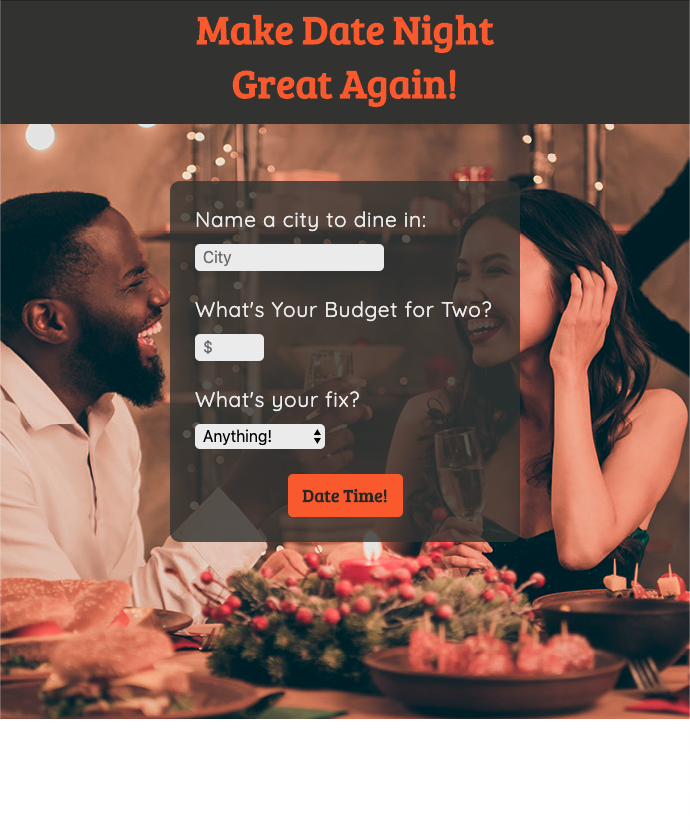 Make Date Night
Great Again!
Name a city to dine in:
City
What's Your Budget for Two?
$
What's your fix?
Anything!
Date Time!